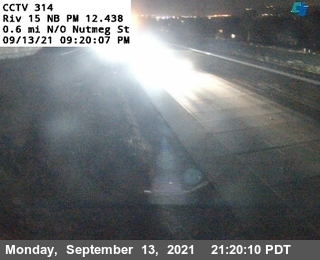 CCTV 314
Riv 15 NB PM 12.438
0.6 mi N/O Nutmeg St
09/13/21 09:20:07 PM
Monday, September 13, 2021 21:20:10 PDT